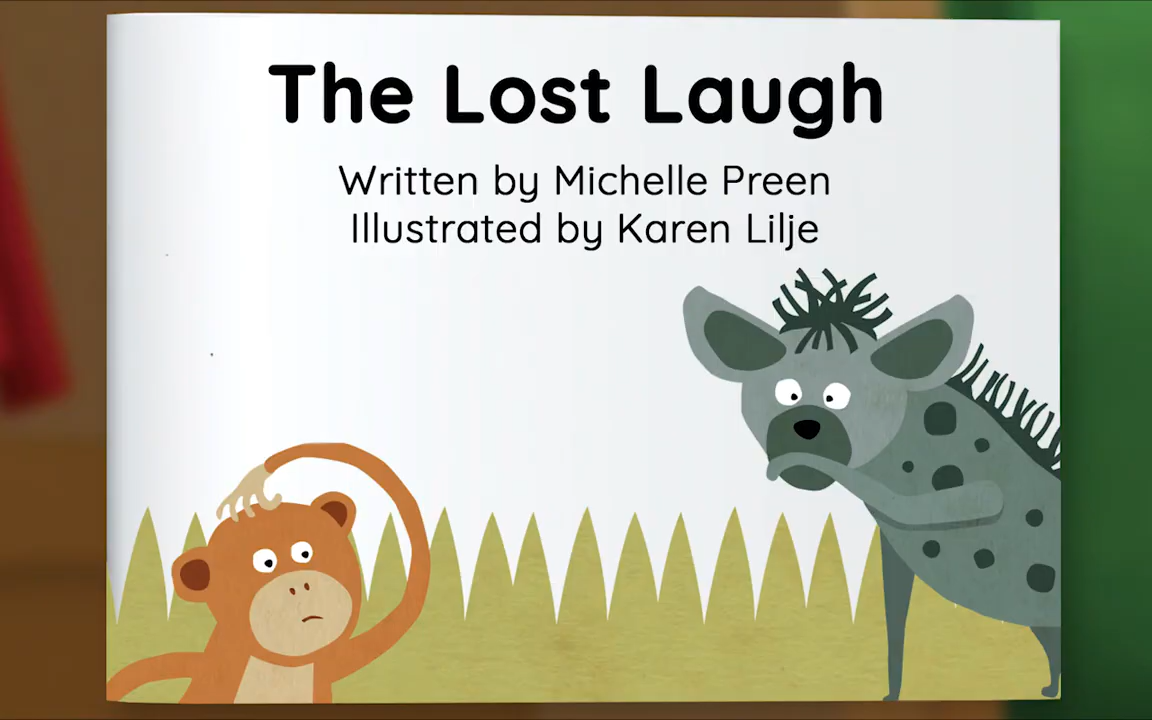 The Lost Laugh
Written by Michelle Preen
Illustrated by Karen Lilje